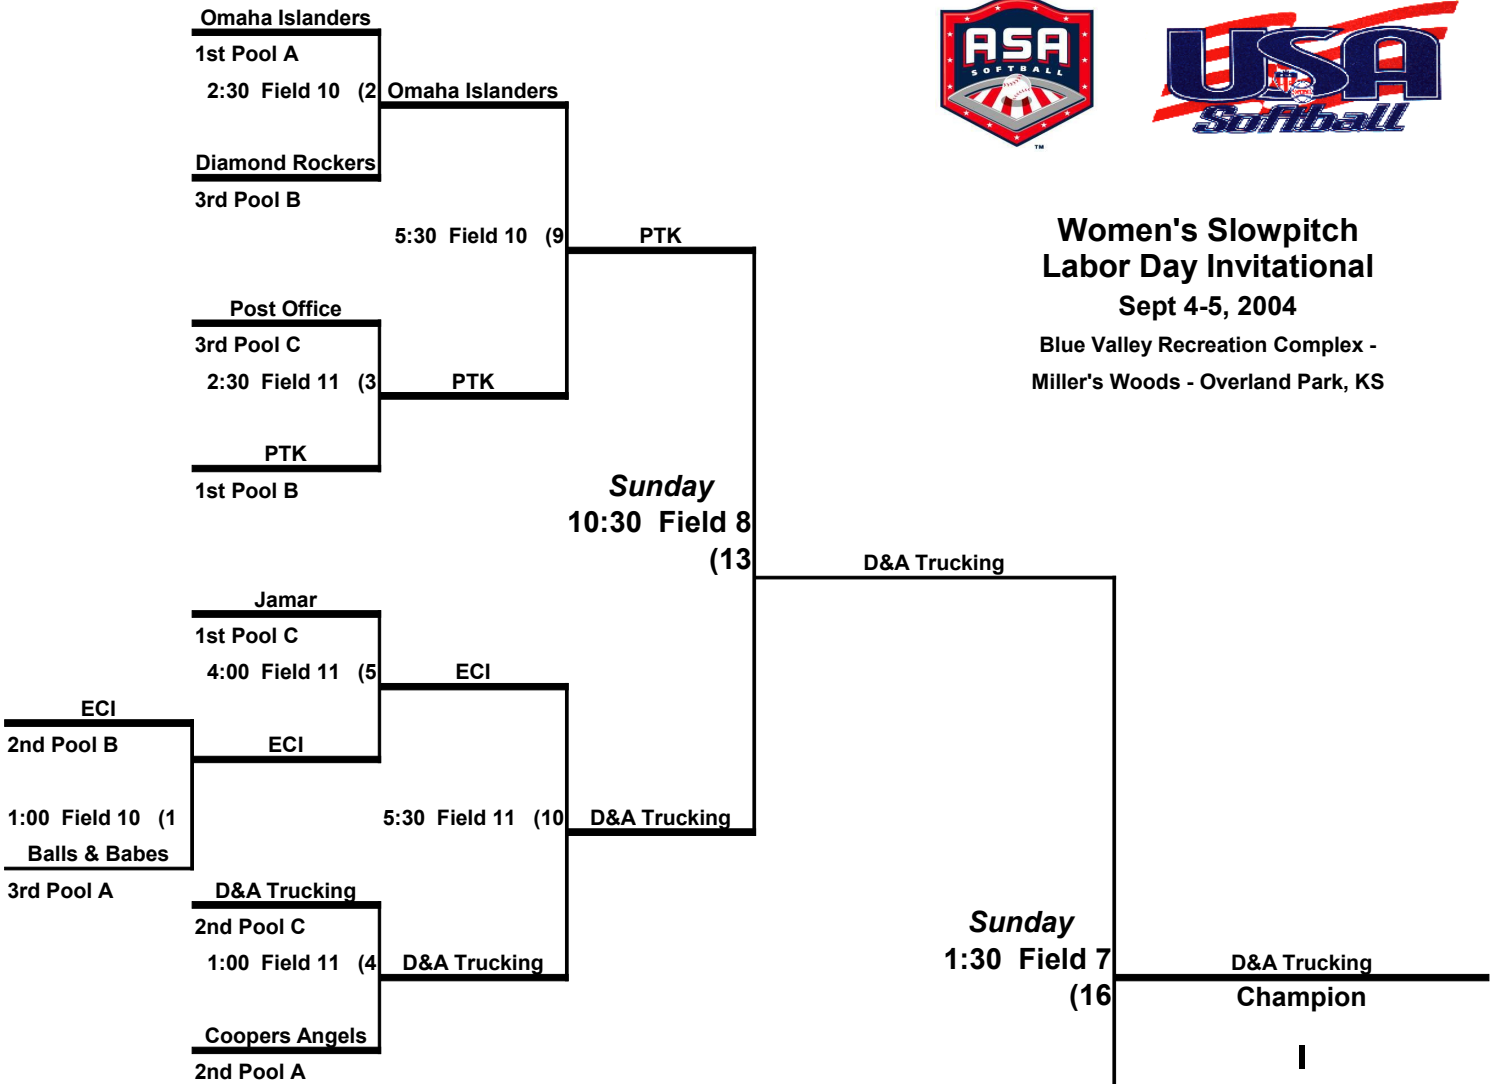 Omaha Islanders
1st Pool A
2:30 Field 10 (2
Omaha Islanders
Diamond Rockers
3rd Pool B
5:30 Field 10 (9
PTK
Post Office
3rd Pool C
2:30 Field 11 (3
PTK
PTK
1st Pool B
Sunday
10:30 Field 8
(13
D&A Trucking
Jamar
1st Pool C
4:00 Field 11 (5
ECI
ECI
2nd Pool B
ECI
1:00 Field 10 (1
Balls & Babes
3rd Pool A
5:30 Field 11 (10
D&A Trucking
D&A Trucking
2nd Pool C
1:00 Field 11 (4
D&A Trucking
Coopers Angels
2nd Pool A
Sunday
1:30 Field 7
(16
D&A Trucking
Champion
ASA
SOFTBALL
TM
USA
Softball
Women's Slowpitch
Labor Day Invitational
Sept 4-5, 2004
Blue Valley Recreation Complex -
Miller's Woods - Overland Park, KS